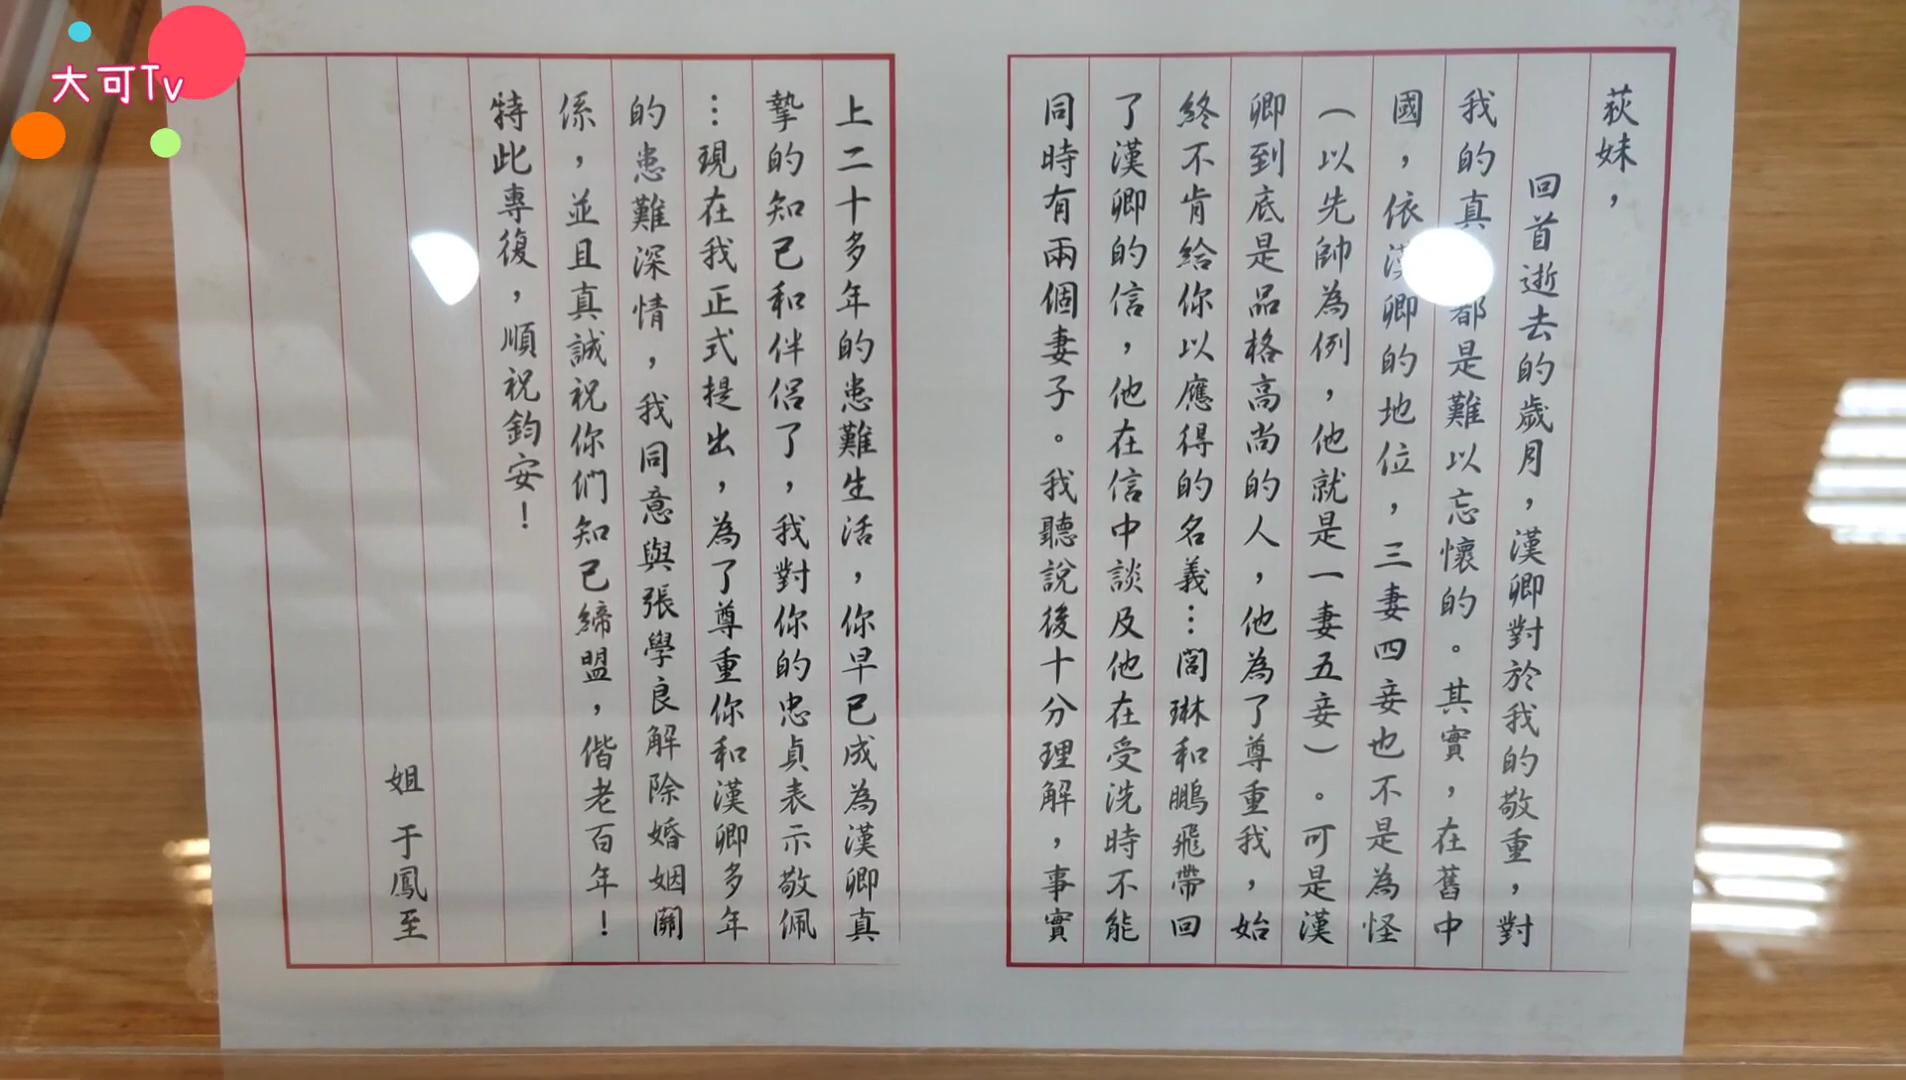 大可Tv
荻妹，
回首逝去的歲月，漢卿對於我的敬重，對
我的真都是難以忘懷的。其實，在舊中
國，依漢卿的地位，三妻四妾也不是為怪
（以先帥為例，他就是一妻五妾）。可是漢
卿到底是品格高尚的人，他為了尊重我，始
終不肯給你以應得的名義…閭琳和鵬飛帶回
了漢卿的信，他在信中談及他在受洗時不能
同時有兩個妻子。我聽說後十分理解，事實
上二十多年的患難生活，你早已成為漢卿真
摯的知己和伴侶了，我對你的忠貞表示敬佩
…現在我正式提出，為了尊重你和漢卿多年
的患難深情，我同意與張學良解除婚姻關
係，並且真誠祝你們知己締盟，偕老百年！
特此專復，順祝鈞安！
姐 于鳳至